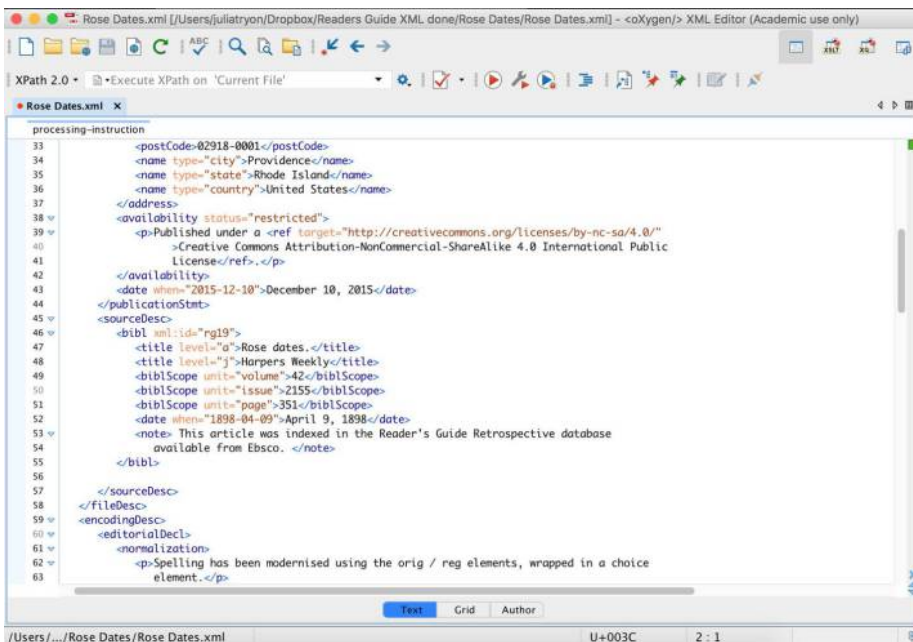 Rose Dates.xml [/Users/juliatryon/Dropbox/Readers Guide XML done/Rose Dates/Rose Dates.xml] - <oXygen/> XML Editor (Academic use only)
ABC
XPath 2.0 Execute XPath on 'Current File'
Rose Dates.xml
processing-instruction
33 <postCode>02918-0001</postCode>
34 <name type="city">Providence</name>
35 <name type="state">Rhode Island</name>
36 <name type="country">United States</name>
37 </address>
38 <availability status="restricted">
39 <p>Published under a <ref target="http://creativecommons.org/licenses/by-nc-sa/4.0/"
40 >Creative Commons Attribution-NonCommercial-ShareAlike 4.0 International Public
41 License</ref>.</p>
42 </availability>
43 <date when="2015-12-10">December 10, 2015</date>
44 </publicationStmt>
45 <sourceDesc>
46 <bibl xml:id="rg19">
47 <title level="a">Rose dates.</title>
48 <title level="j">Harpers Weekly</title>
49 <biblScope unit="volume">42</biblScope>
50 <biblScope unit="issue">2155</biblScope>
51 <biblScope unit="page">351</biblScope>
52 <date when="1898-04-09">April 9, 1898</date>
53 <note> This article was indexed in the Reader's Guide Retrospective database
54 available from Ebsco. </note>
55 </bibl>
56
57 </sourceDesc>
58 </fileDesc>
59 <encodingDesc>
60 <editorialDecl>
61 <normalization>
62 <p>Spelling has been modernised using the orig / reg elements, wrapped in a choice
63 element.</p>
Text Grid Author
/Users/.../Rose Dates/Rose Dates.xml U+003C 2 : 1